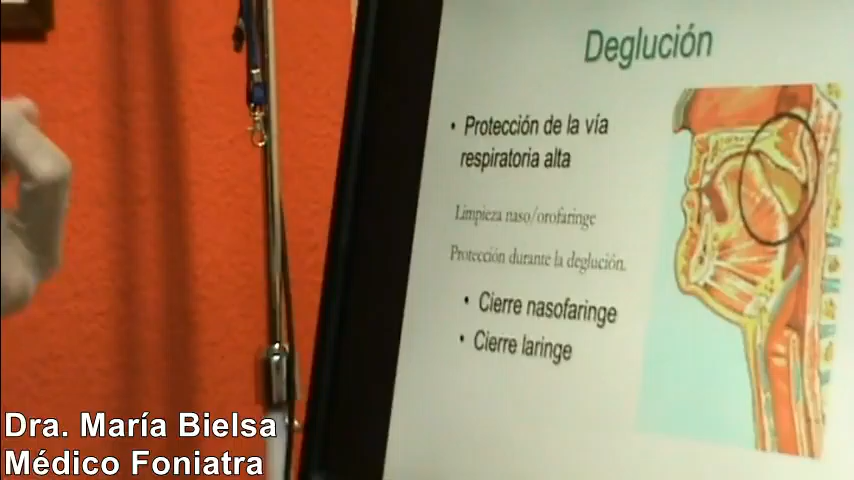 Deglución
• Protección de la vía
respiratoria alta
Limpieza naso/orofaringe
Protección durante la deglución.
• Cierre nasofaringe
• Cierre laringe
Dra. María Bielsa
Médico Foniatra